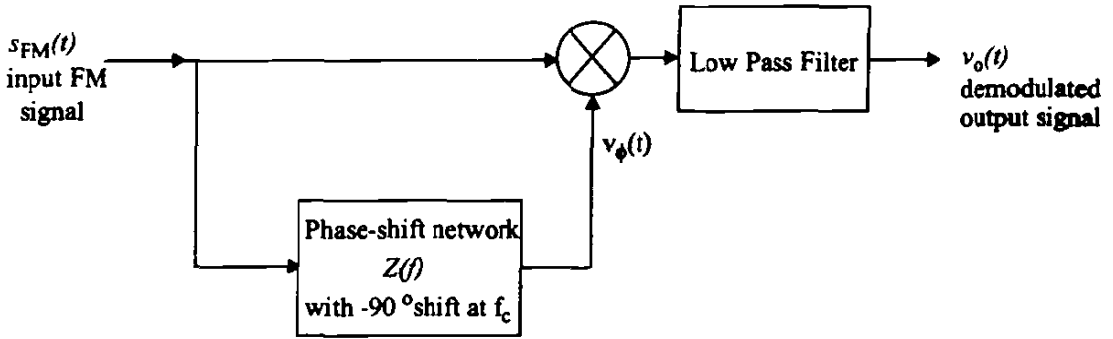 s_FM(t)
input FM
signal
Low Pass Filter
v_o(t)
demodulated
output signal
v_ϕ(t)
Phase-shift network
Z(f)
with -90 °shift at f_c